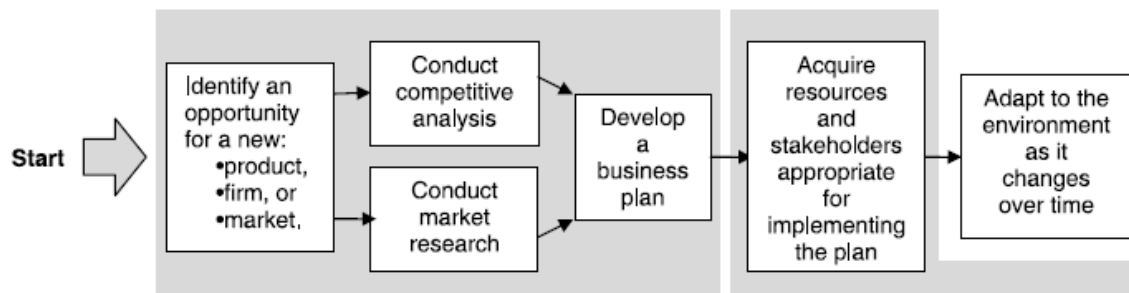 Start
Identify an
opportunity
for a new:
•product,
•firm, or
•market,
Conduct
competitive
analysis
Conduct
market
research
Develop
a
business
plan
Acquire
resources
and
stakeholders
appropriate
for
implementing
the plan
Adapt to the
environment
as it
changes
over time